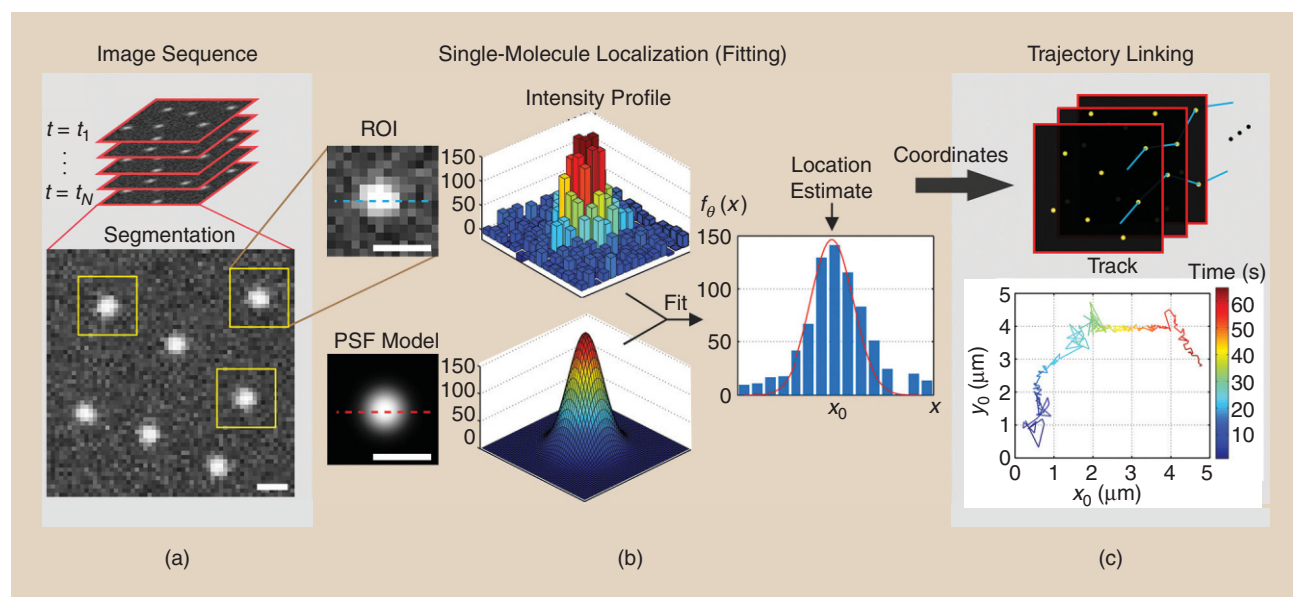 Image Sequence
t = t1
⋮
t = tN
Segmentation
(a)
Single-Molecule Localization (Fitting)
ROI
Intensity Profile
150
100
50
0
PSF Model
150
100
50
0
Fit
Location
Estimate
fθ (x)
150
100
50
0
x0
x
(b)
Coordinates
Trajectory Linking
...
Track
Time (s)
60
50
40
30
20
10
5
4
3
2
1
0
y0 (μm)
0
1
2
3
4
5
x0 (μm)
(c)